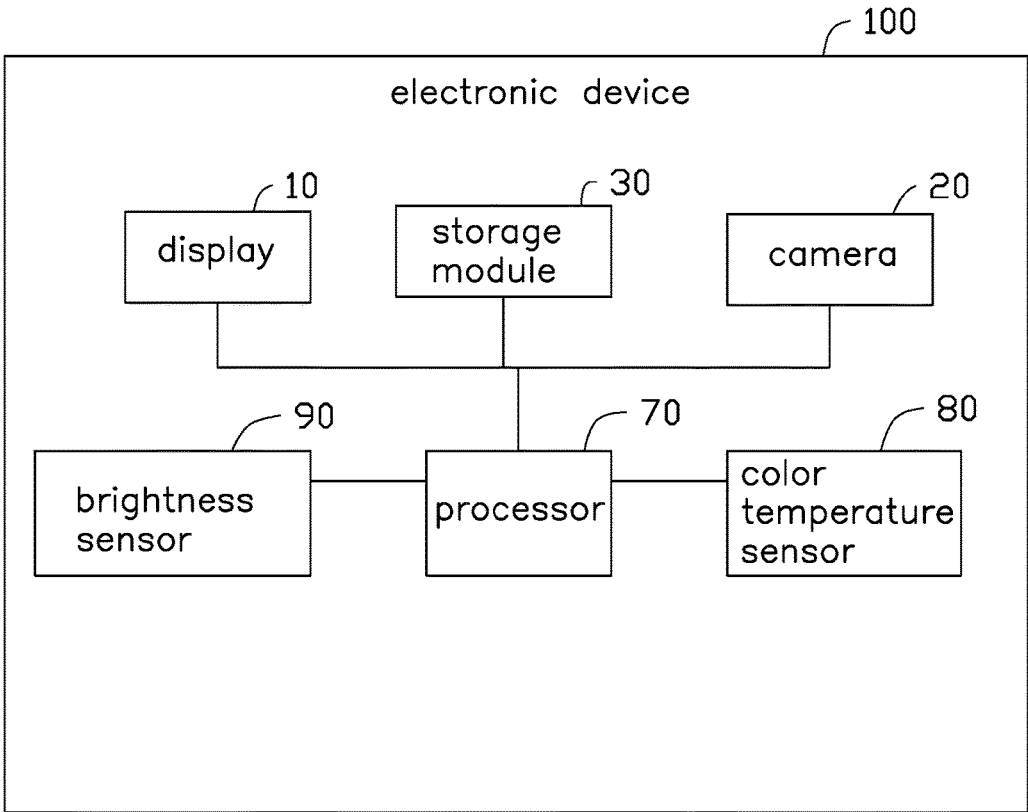 100
electronic device
10
30
20
display
storage
module
camera
90
70
80
brightness
sensor
processor
color
temperature
sensor